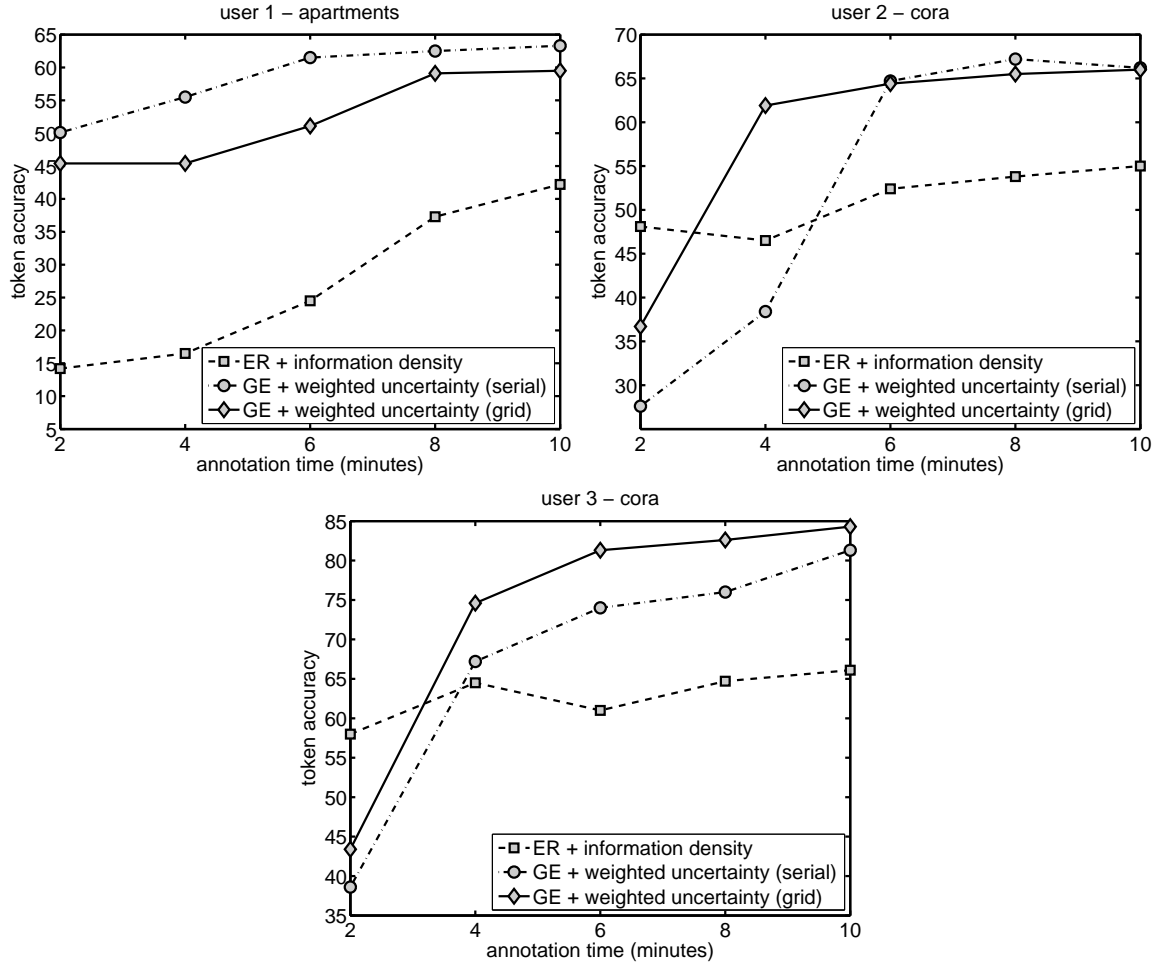 user 1 – apartments
65
60
55
50
45
40
35
30
25
20
15
10
5
token accuracy
2 4 6 8 10
annotation time (minutes)
ER + information density
GE + weighted uncertainty (serial)
GE + weighted uncertainty (grid)
user 2 – cora
70
65
60
55
50
45
40
35
30
token accuracy
2 4 6 8 10
annotation time (minutes)
ER + information density
GE + weighted uncertainty (serial)
GE + weighted uncertainty (grid)
user 3 – cora
85
80
75
70
65
60
55
50
45
40
35
token accuracy
2 4 6 8 10
annotation time (minutes)
ER + information density
GE + weighted uncertainty (serial)
GE + weighted uncertainty (grid)